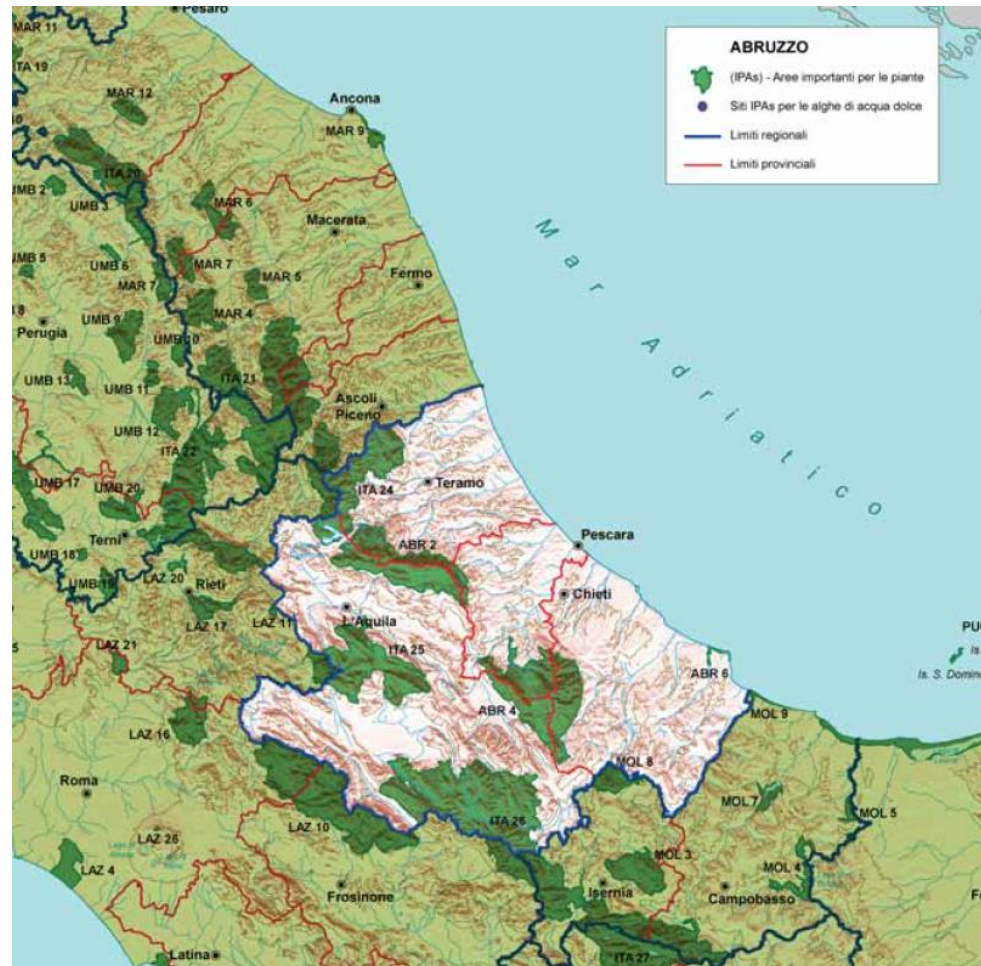 Pesaro
MAR 11
ITA 19
MAR 12
Ancona
MAR 9
ITA 20
UMB 2
UMB 3
MAR 6
Macerata
UMB 5
UMB 6
MAR 7
MAR 7
MAR 5
Fermo
MAR 4
UMB 9
Perugia
UMB 10
UMB 13
UMB 11
ITA 21
Ascoli
Piceno
UMB 12
ITA 22
UMB 17
UMB 20
Terni
UMB 18
UMB 19
ITA 24
Teramo
ABR 2
Pescara
Chieti
LAZ 20
Rieti
LAZ 17
LAZ 11
L'Aquila
LAZ 21
ITA 25
ABR 4
ABR 6
LAZ 16
MOL 9
MOL 8
Roma
MOL 7
MOL 5
LAZ 26
LAZ 10
ITA 26
LAZ 4
MOL 3
MOL 4
Frosinone
Isernia
Campobasso
Latina
ITA 27
Mar Adriatico
Is. S. Domino
ABRUZZO
(IPAs) - Aree importanti per le piante
Siti IPAs per le alghe di acqua dolce
Limiti regionali
Limiti provinciali